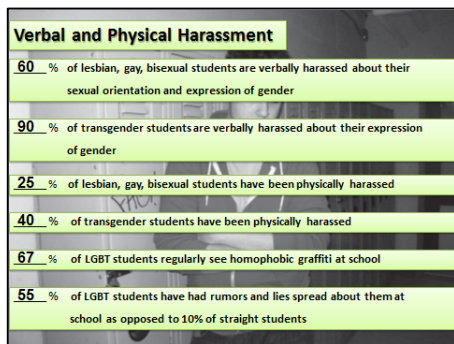 Verbal and Physical Harassment
60 % of lesbian, gay, bisexual students are verbally harassed about their
sexual orientation and expression of gender
90 % of transgender students are verbally harassed about their expression
of gender
25 % of lesbian, gay, bisexual students have been physically harassed
40 % of transgender students have been physically harassed
67 % of LGBT students regularly see homophobic graffiti at school
55 % of LGBT students have had rumors and lies spread about them at
school as opposed to 10% of straight students